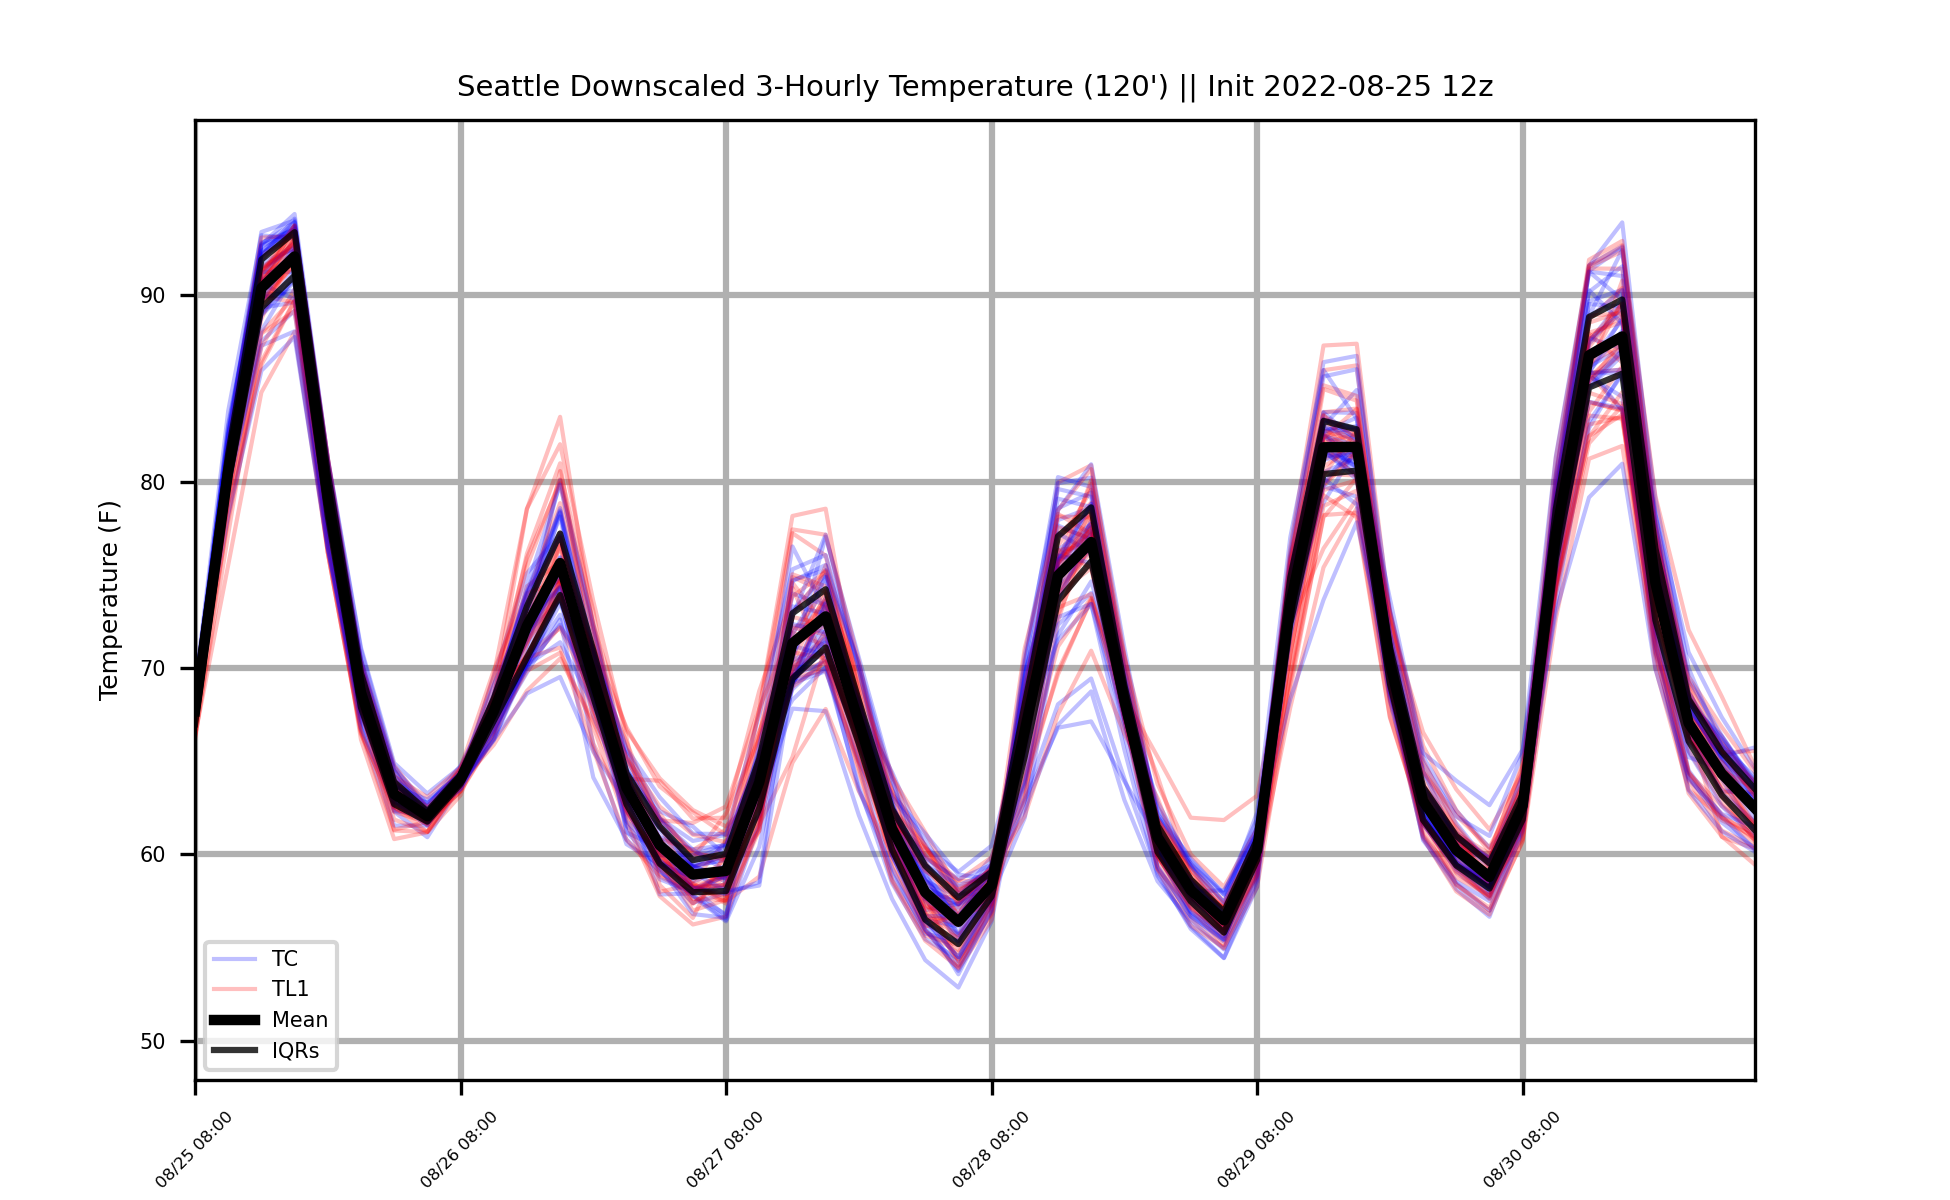 Seattle Downscaled 3-Hourly Temperature (120') || Init 2022-08-25 12z
Temperature (F)
90
80
70
60
50
TC
TL1
Mean
IQRs
08/25 08:00
08/26 08:00
08/27 08:00
08/28 08:00
08/29 08:00
08/30 08:00